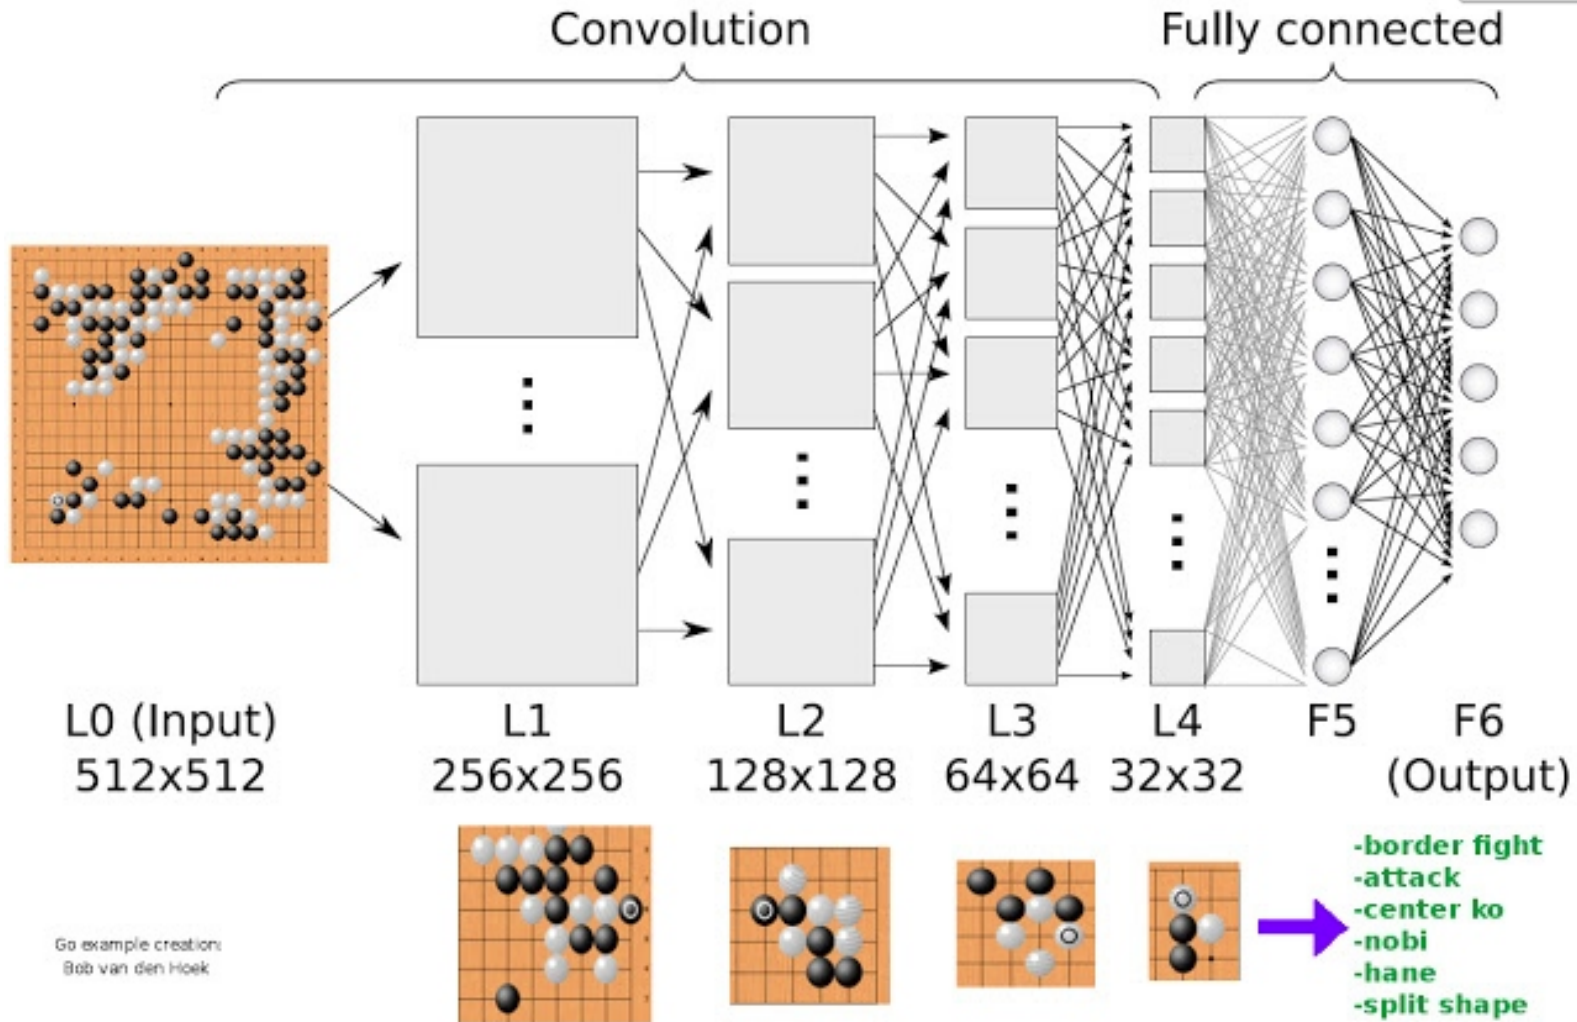 Convolution
Fully connected
L0 (Input)
512x512
L1
256x256
L2
128x128
L3
64x64
L4
32x32
F5
F6
(Output)
Go example creation:
Bob van den Hoek
-border fight
-attack
-center ko
-nobi
-hane
-split shape